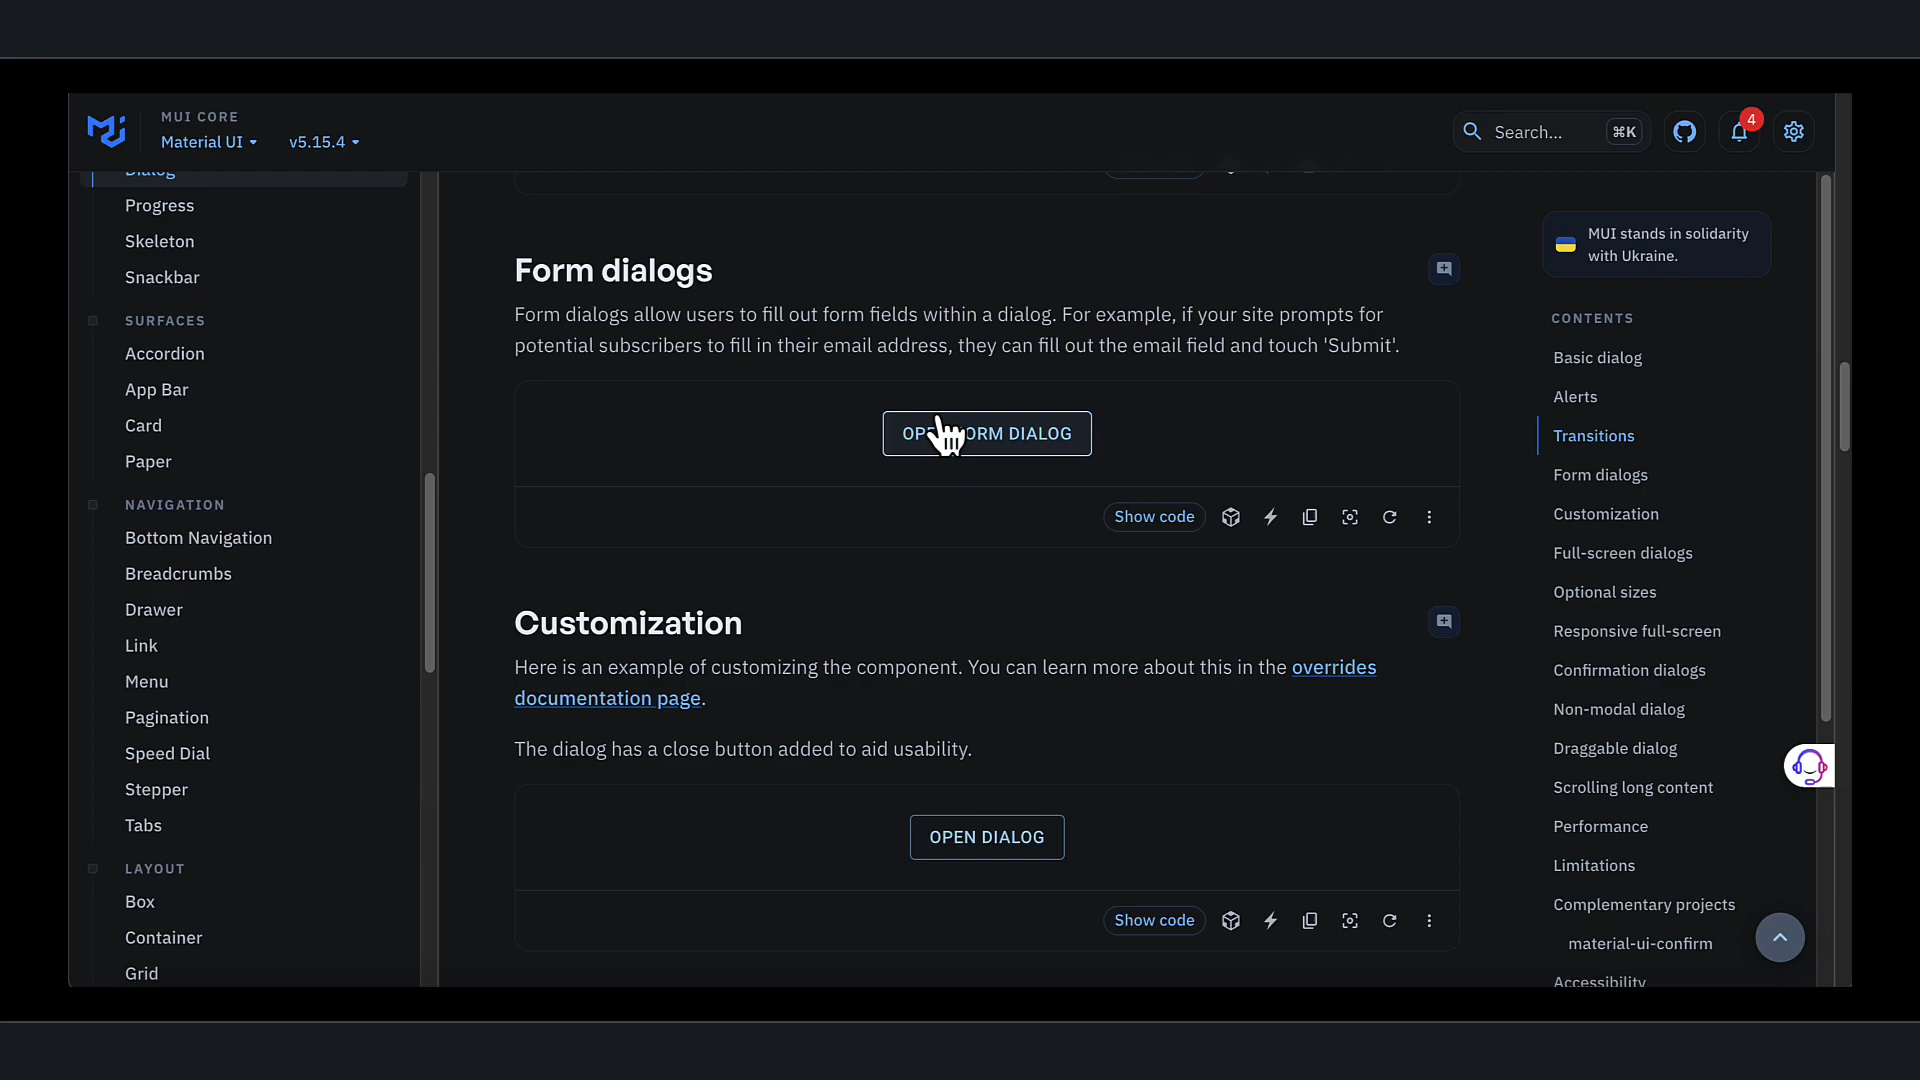 MUI CORE
Material UI
v5.15.4
Search...
⌘K
4
Dialog
Progress
Skeleton
Snackbar
SURFACES
Accordion
App Bar
Card
Paper
NAVIGATION
Bottom Navigation
Breadcrumbs
Drawer
Link
Menu
Pagination
Speed Dial
Stepper
Tabs
LAYOUT
Box
Container
Grid
Form dialogs
Form dialogs allow users to fill out form fields within a dialog. For example, if your site prompts for
potential subscribers to fill in their email address, they can fill out the email field and touch 'Submit'.
OPEN FORM DIALOG
Show code
Customization
Here is an example of customizing the component. You can learn more about this in the overrides
documentation page.
The dialog has a close button added to aid usability.
OPEN DIALOG
Show code
MUI stands in solidarity
with Ukraine.
CONTENTS
Basic dialog
Alerts
Transitions
Form dialogs
Customization
Full-screen dialogs
Optional sizes
Responsive full-screen
Confirmation dialogs
Non-modal dialog
Draggable dialog
Scrolling long content
Performance
Limitations
Complementary projects
material-ui-confirm
Accessibility